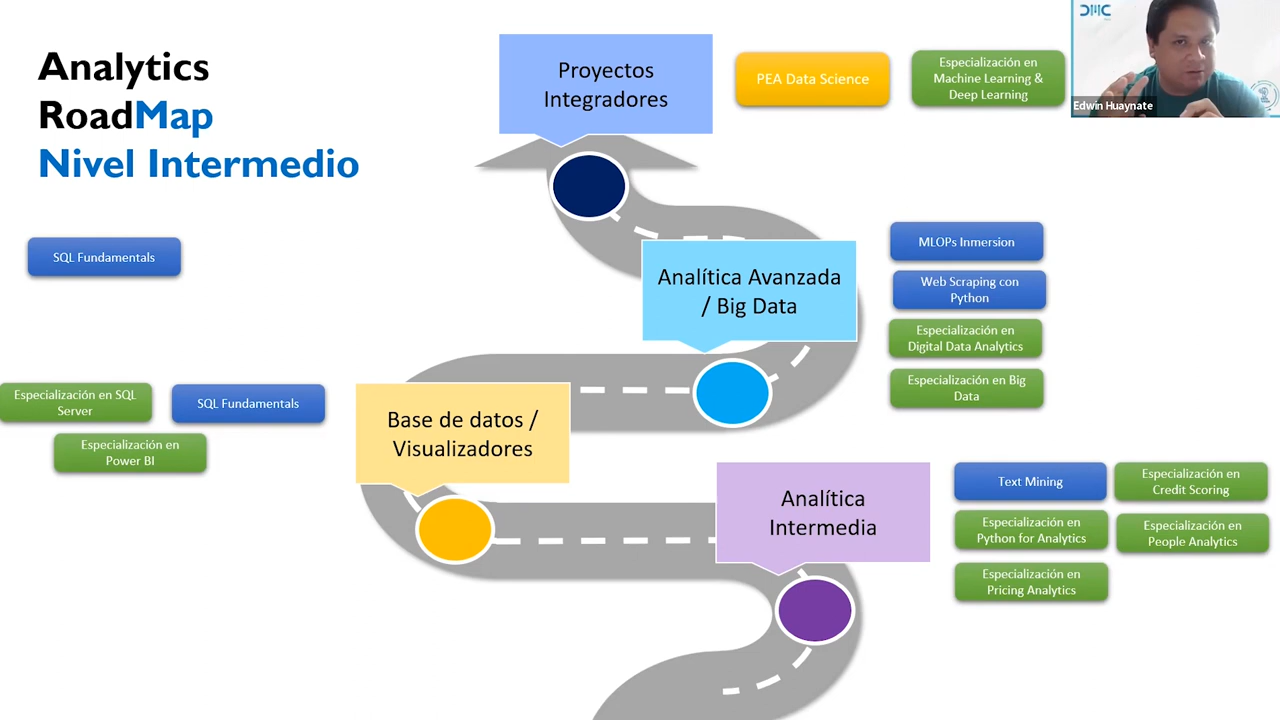 Analytics
RoadMap
Nivel Intermedio
Proyectos
Integradores
PEA Data Science
Especialización en
Machine Learning &
Deep Learning
DMC
Edwin Huaynate
SQL Fundamentals
Analítica Avanzada
/ Big Data
MLOPs Inmersion
Web Scraping con
Python
Especialización en
Digital Data Analytics
Especialización en Big
Data
Especialización en SQL
Server
SQL Fundamentals
Especialización en
Power BI
Base de datos /
Visualizadores
Analítica
Intermedia
Text Mining
Especialización en
Credit Scoring
Especialización en
Python for Analytics
Especialización en
People Analytics
Especialización en
Pricing Analytics